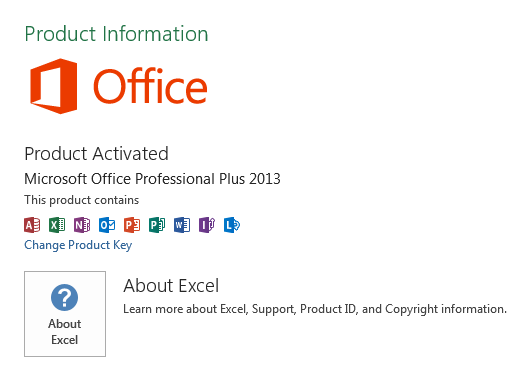 Product Information
Office
Product Activated
Microsoft Office Professional Plus 2013
This product contains
A X N O P P W I L
Change Product Key
?
About
Excel
About Excel
Learn more about Excel, Support, Product ID, and Copyright information.